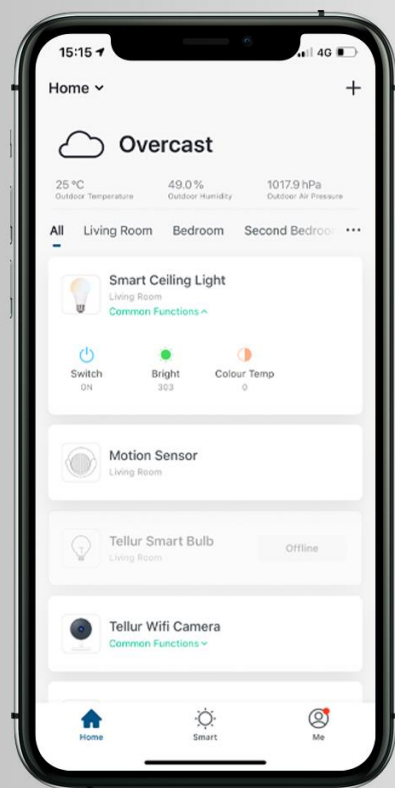 15:15
4G
Home
Overcast
25 °C 49.0% 1017.9 hPa
Outdoor Temperature Outdoor Humidity Outdoor Air Pressure
All Living Room Bedroom Second Bedroo ...
Smart Ceiling Light
Living Room
Common Functions
Switch Bright Colour Temp
ON 303 0
Motion Sensor
Living Room
Tellur Smart Bulb
Living Room
Offline
Tellur Wifi Camera
Common Functions
Home Smart Me